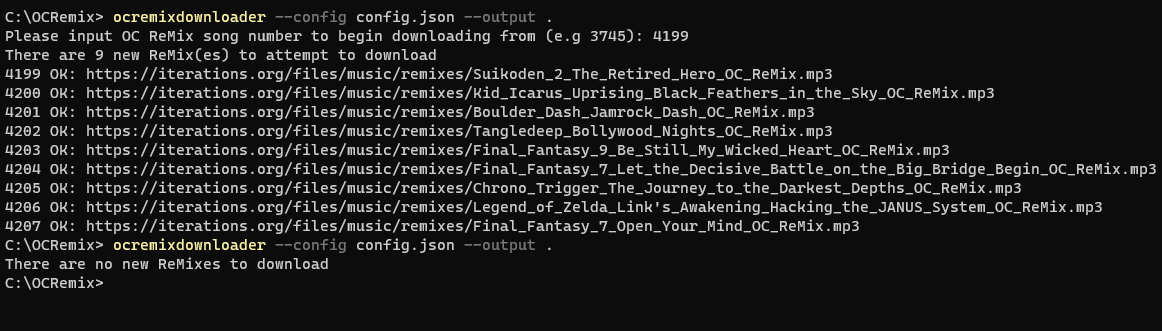 C:\OCRemix> ocremixdownloader --config config.json --output .
Please input OC ReMix song number to begin downloading from (e.g 3745): 4199
There are 9 new ReMix(es) to attempt to download
4199 OK: https://iterations.org/files/music/remixes/Suikoden_2_The_Retired_Hero_OC_ReMix.mp3
4200 OK: https://iterations.org/files/music/remixes/Kid_Icarus_Uprising_Black_Feathers_in_the_Sky_OC_ReMix.mp3
4201 OK: https://iterations.org/files/music/remixes/Boulder_Dash_Jamrock_Dash_OC_ReMix.mp3
4202 OK: https://iterations.org/files/music/remixes/Tangledeep_Bollywood_Nights_OC_ReMix.mp3
4203 OK: https://iterations.org/files/music/remixes/Final_Fantasy_9_Be_Still_My_Wicked_Heart_OC_ReMix.mp3
4204 OK: https://iterations.org/files/music/remixes/Final_Fantasy_7_Let_the_Decisive_Battle_on_the_Big_Bridge_Begin_OC_ReMix.mp3
4205 OK: https://iterations.org/files/music/remixes/Chrono_Trigger_The_Journey_to_the_Darkest_Depths_OC_ReMix.mp3
4206 OK: https://iterations.org/files/music/remixes/Legend_of_Zelda_Link's_Awakening_Hacking_the_JANUS_System_OC_ReMix.mp3
4207 OK: https://iterations.org/files/music/remixes/Final_Fantasy_7_Open_Your_Mind_OC_ReMix.mp3
C:\OCRemix> ocremixdownloader --config config.json --output .
There are no new ReMixes to download
C:\OCRemix>